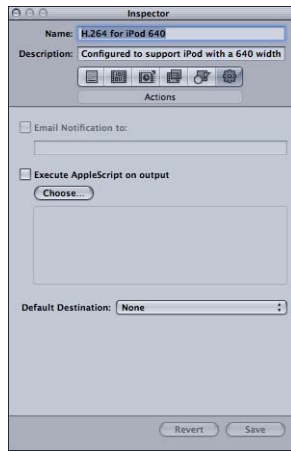 Inspector
Name: H.264 for iPod 640
Description: Configured to support iPod with a 640 width
Actions
Email Notification to:
Execute AppleScript on output
Choose...
Default Destination: None
Revert Save